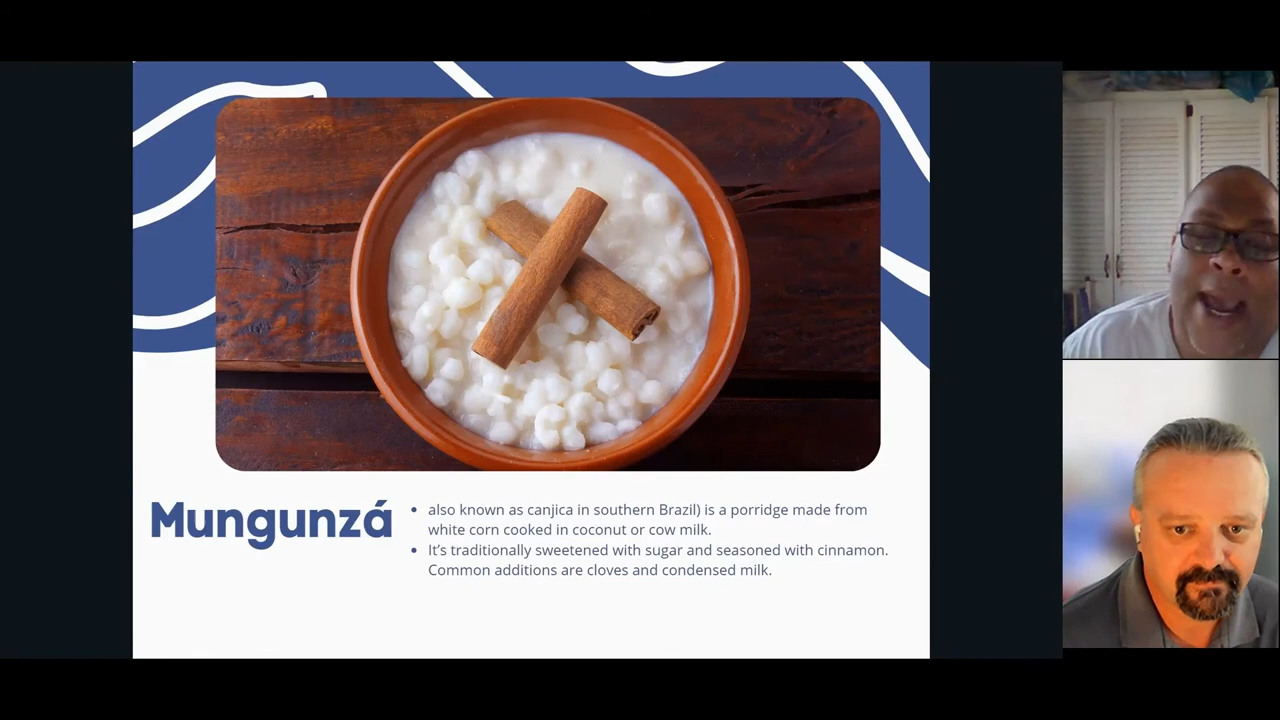 Mungunzá
also known as canjica in southern Brazil) is a porridge made from
white corn cooked in coconut or cow milk.
It’s traditionally sweetened with sugar and seasoned with cinnamon.
Common additions are cloves and condensed milk.